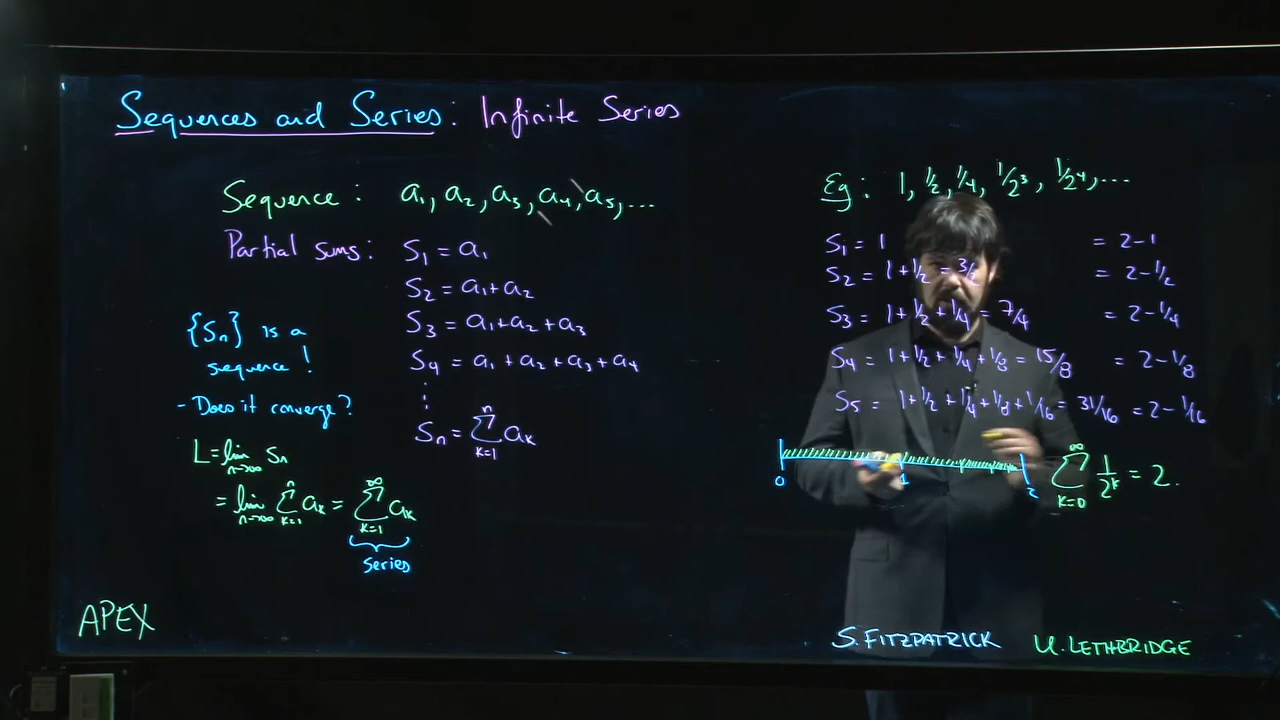 Sequences and Series: Infinite Series
Sequence: a₁, a₂, a₃, a₄, a₅, ...
Partial sums: S₁ = a₁
S₂ = a₁+a₂
S₃ = a₁+a₂+a₃
S₄ = a₁+a₂+a₃+a₄
⋮
Sₙ = ∑_{k=1}^{n} aₖ
{Sₙ} is a
sequence!
- Does it converge?
L = lim_{n→∞} Sₙ
= lim_{n→∞} ∑_{k=1}^{n} aₖ = ∑_{k=1}^{∞} aₖ
series
APEX
Eg: 1, 1/2, 1/4, 1/2³, 1/2⁴, ...
S₁ = 1 = 2-1
S₂ = 1+1/2 = 3/2 = 2-1/2
S₃ = 1+1/2+1/4 = 7/4 = 2-1/4
S₄ = 1+1/2+1/4+1/8 = 15/8 = 2-1/8
S₅ = 1+1/2+1/4+1/8+1/16 = 31/16 = 2-1/16
0 1 2
∑_{k=0}^{∞} 1/2ᵏ = 2.
S. FITZPATRICK U. LETHBRIDGE